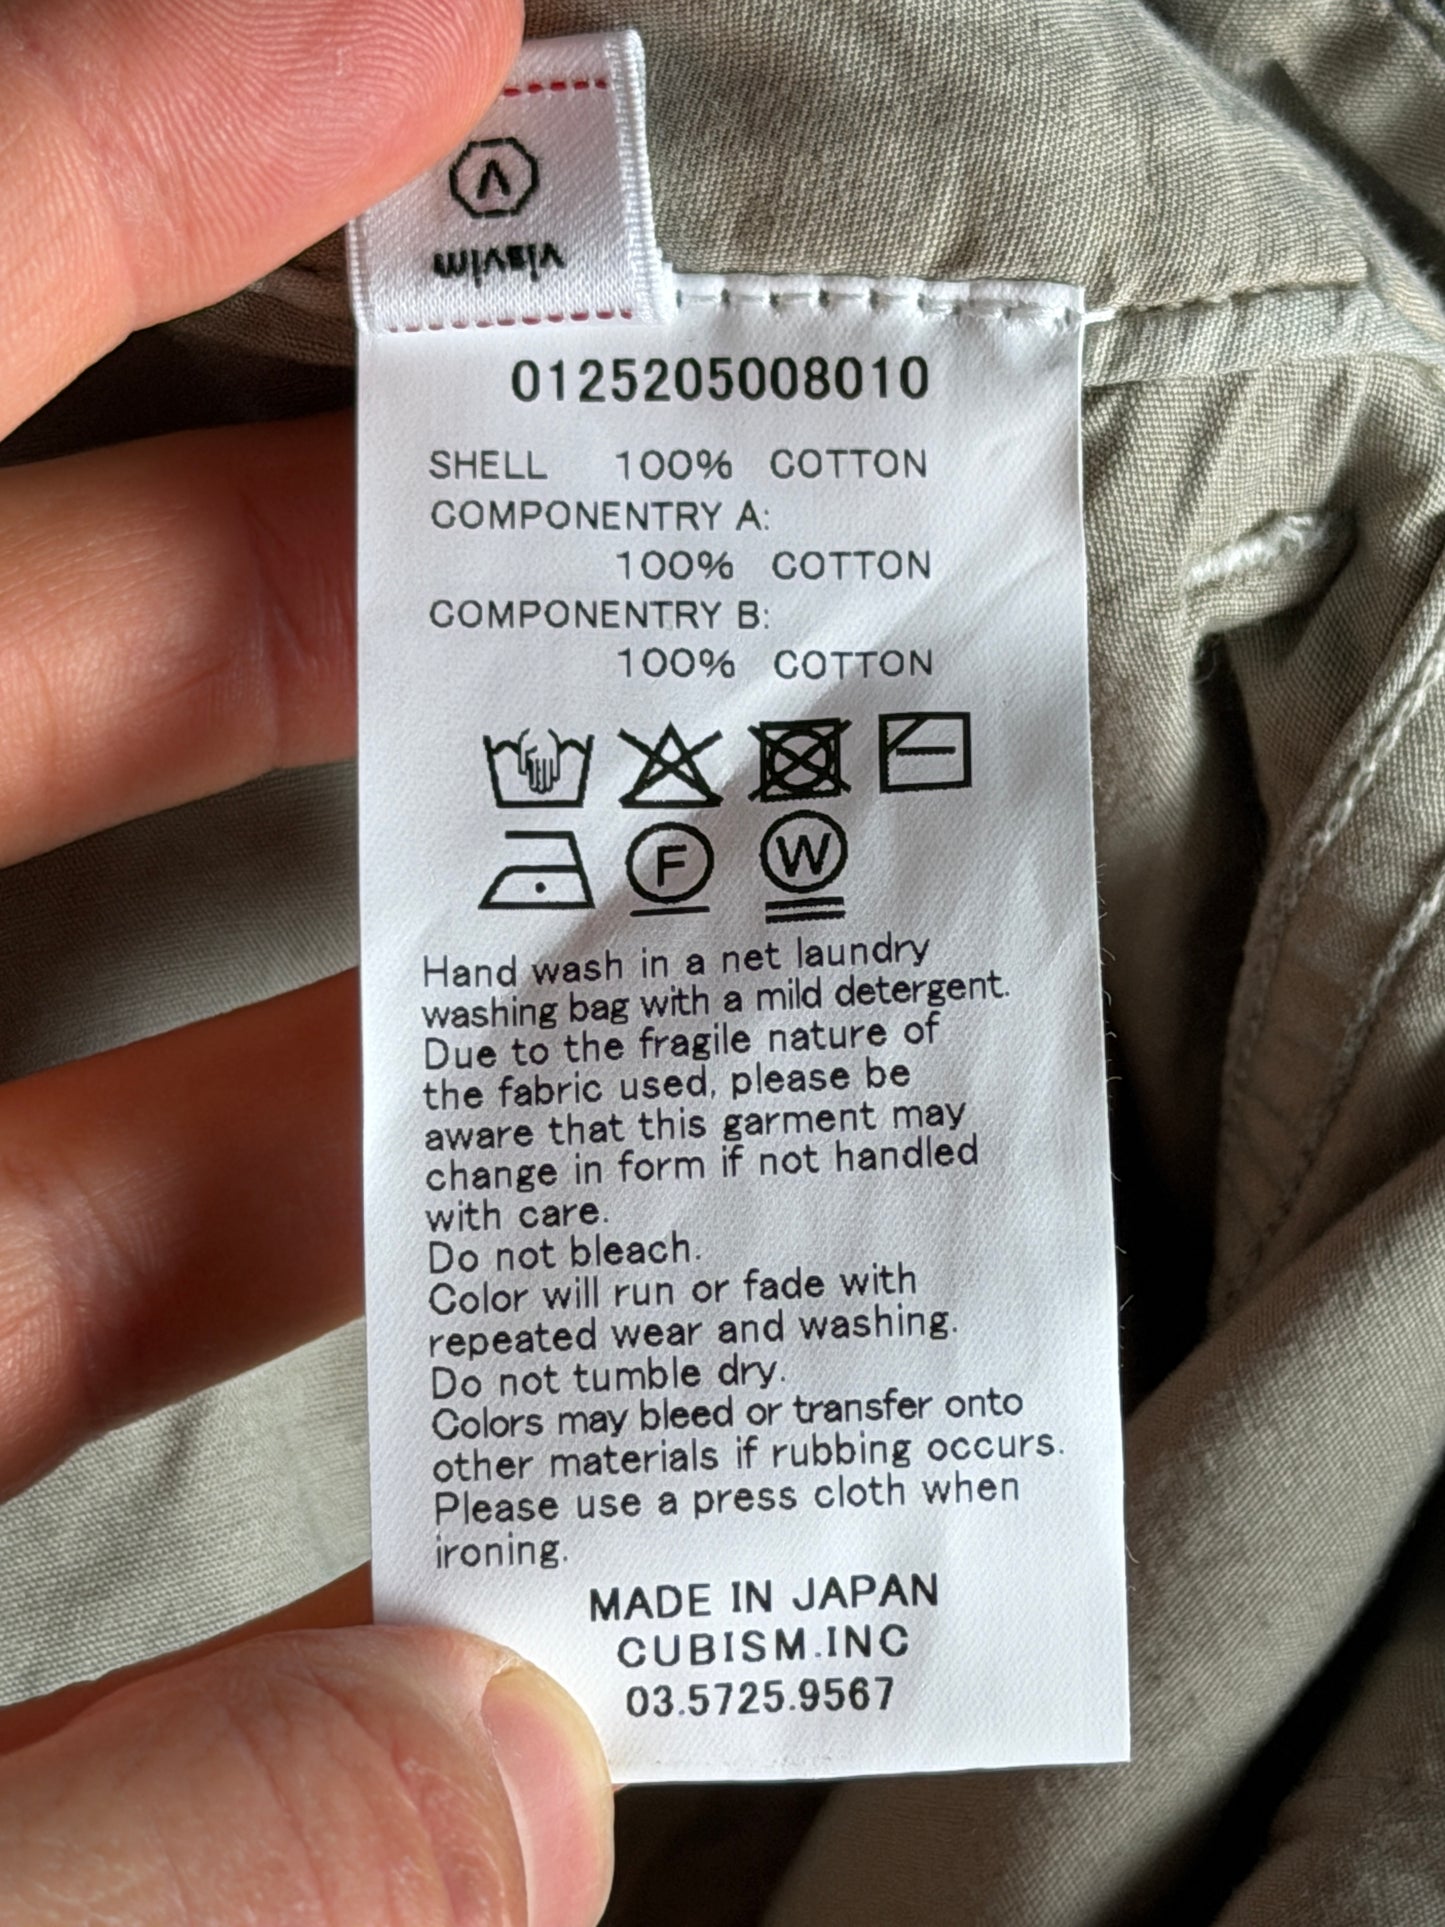 V
visvim
0125205008010
SHELL 100% COTTON
COMPONENTRY A:
100% COTTON
COMPONENTRY B:
100% COTTON
F
W
Hand wash in a net laundry
washing bag with a mild detergent.
Due to the fragile nature of
the fabric used, please be
aware that this garment may
change in form if not handled
with care.
Do not bleach.
Color will run or fade with
repeated wear and washing.
Do not tumble dry.
Colors may bleed or transfer onto
other materials if rubbing occurs.
Please use a press cloth when
ironing.
MADE IN JAPAN
CUBISM.INC
03.5725.9567